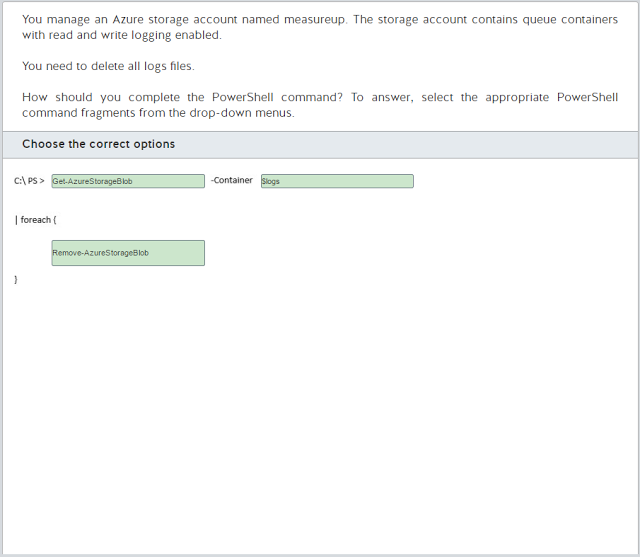 You manage an Azure storage account named measureup. The storage account contains queue containers
with read and write logging enabled.
You need to delete all logs files.
How should you complete the PowerShell command? To answer, select the appropriate PowerShell
command fragments from the drop-down menus.
Choose the correct options
C:\ PS > Get-AzureStorageBlob -Container $logs
| foreach {
Remove-AzureStorageBlob
}